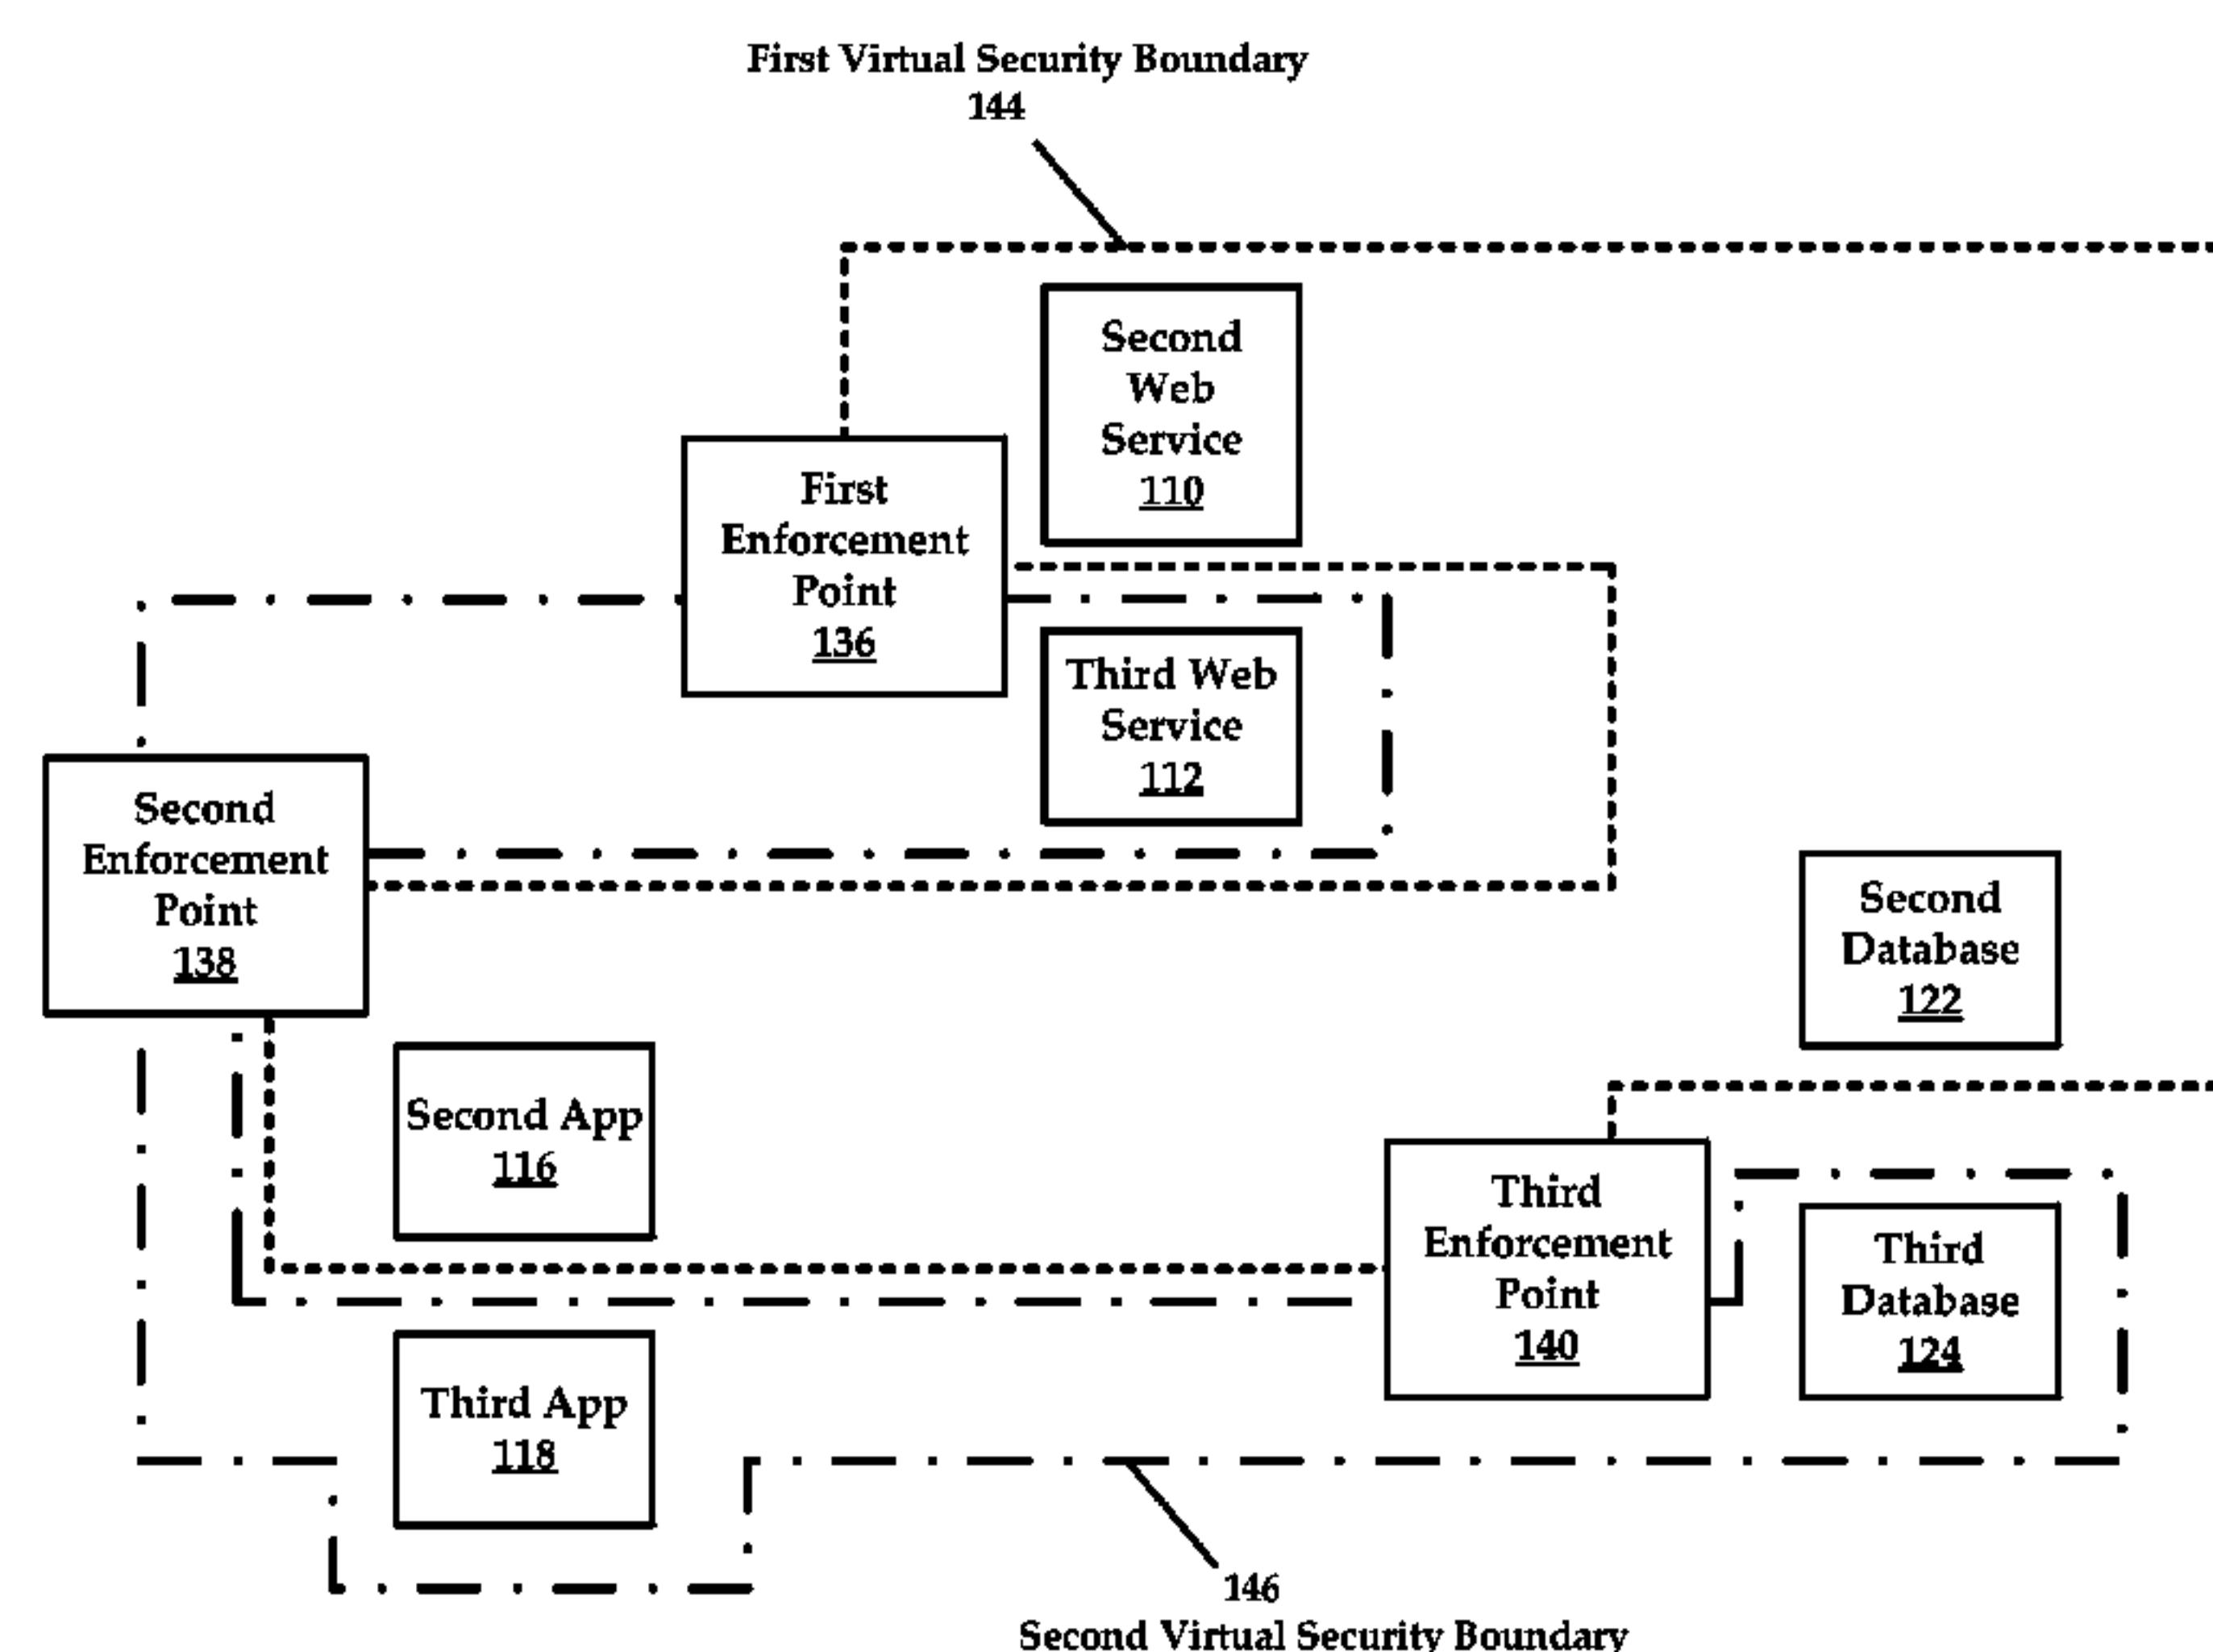 First Virtual Security Boundary
144
Second
Web
Service
110
First
Enforcement
Point
136
Third Web
Service
112
Second
Enforcement
Point
138
Second
Database
122
Second App
116
Third
Enforcement
Point
140
Third
Database
124
Third App
118
146
Second Virtual Security Boundary